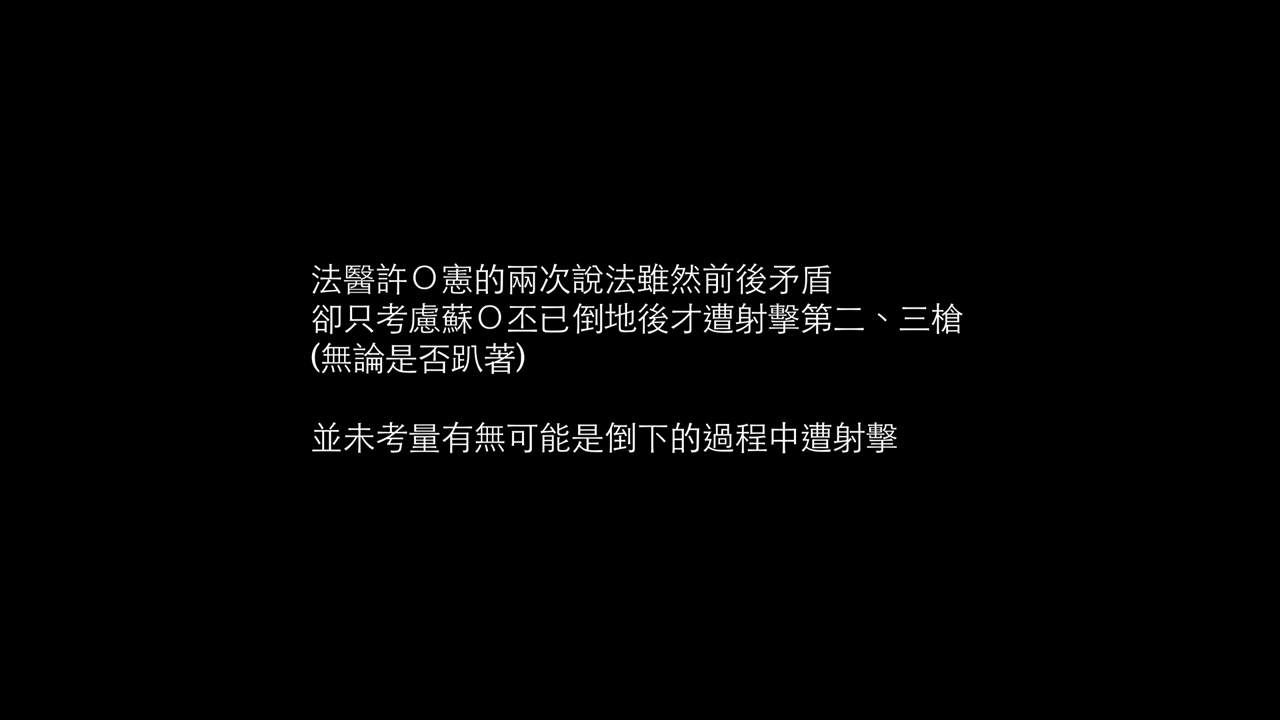 法醫許Ｏ憲的兩次說法雖然前後矛盾
卻只考慮蘇Ｏ丕已倒地後才遭射擊第二、三槍
(無論是否趴著)
並未考量有無可能是倒下的過程中遭射擊